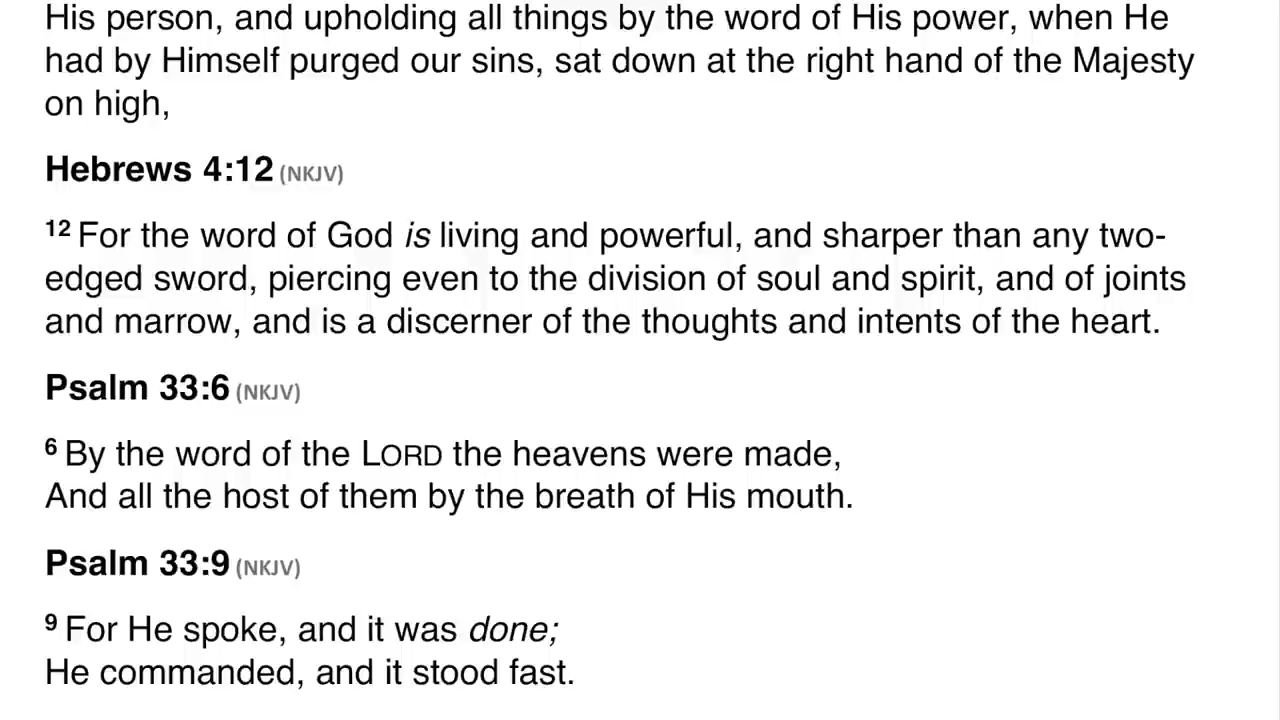 His person, and upholding all things by the word of His power, when He
had by Himself purged our sins, sat down at the right hand of the Majesty
on high,
Hebrews 4:12 (NKJV)
12 For the word of God is living and powerful, and sharper than any two-
edged sword, piercing even to the division of soul and spirit, and of joints
and marrow, and is a discerner of the thoughts and intents of the heart.
Psalm 33:6 (NKJV)
6 By the word of the LORD the heavens were made,
And all the host of them by the breath of His mouth.
Psalm 33:9 (NKJV)
9 For He spoke, and it was done;
He commanded, and it stood fast.